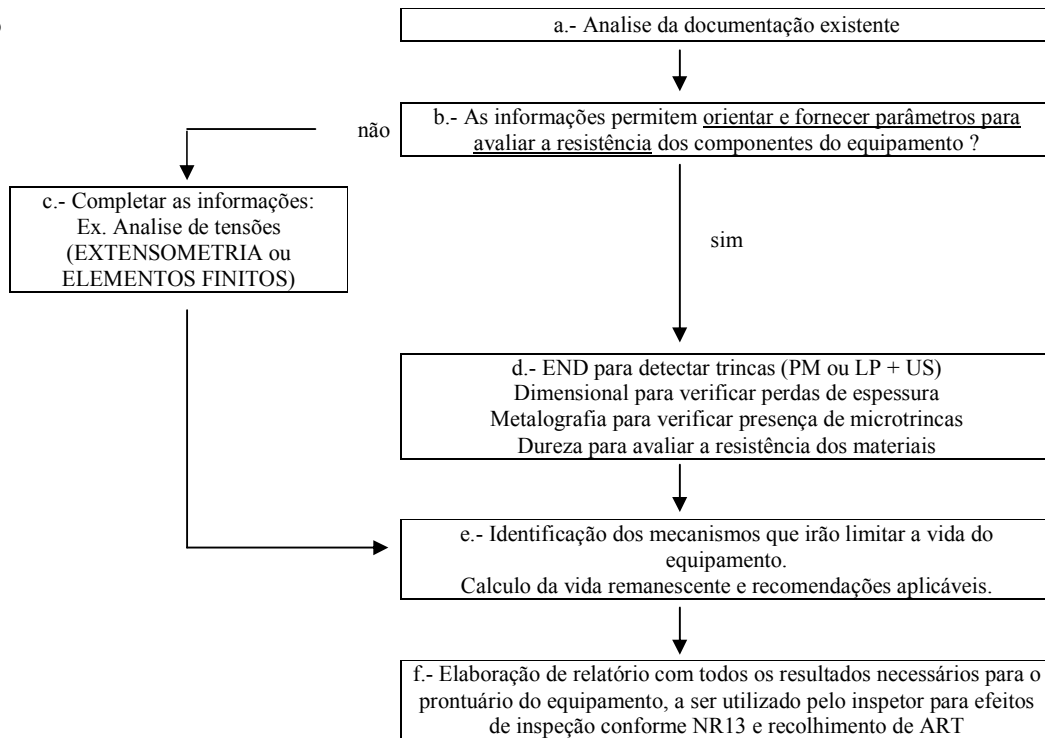 a.- Analise da documentação existente
b.- As informações permitem orientar e fornecer parâmetros para
avaliar a resistência dos componentes do equipamento ?
não
c.- Completar as informações:
Ex. Analise de tensões
(EXTENSOMETRIA ou
ELEMENTOS FINITOS)
sim
d.- END para detectar trincas (PM ou LP + US)
Dimensional para verificar perdas de espessura
Metalografia para verificar presença de microtrincas
Dureza para avaliar a resistência dos materiais
e.- Identificação dos mecanismos que irão limitar a vida do
equipamento.
Calculo da vida remanescente e recomendações aplicáveis.
f.- Elaboração de relatório com todos os resultados necessários para o
prontuário do equipamento, a ser utilizado pelo inspetor para efeitos
de inspeção conforme NR13 e recolhimento de ART